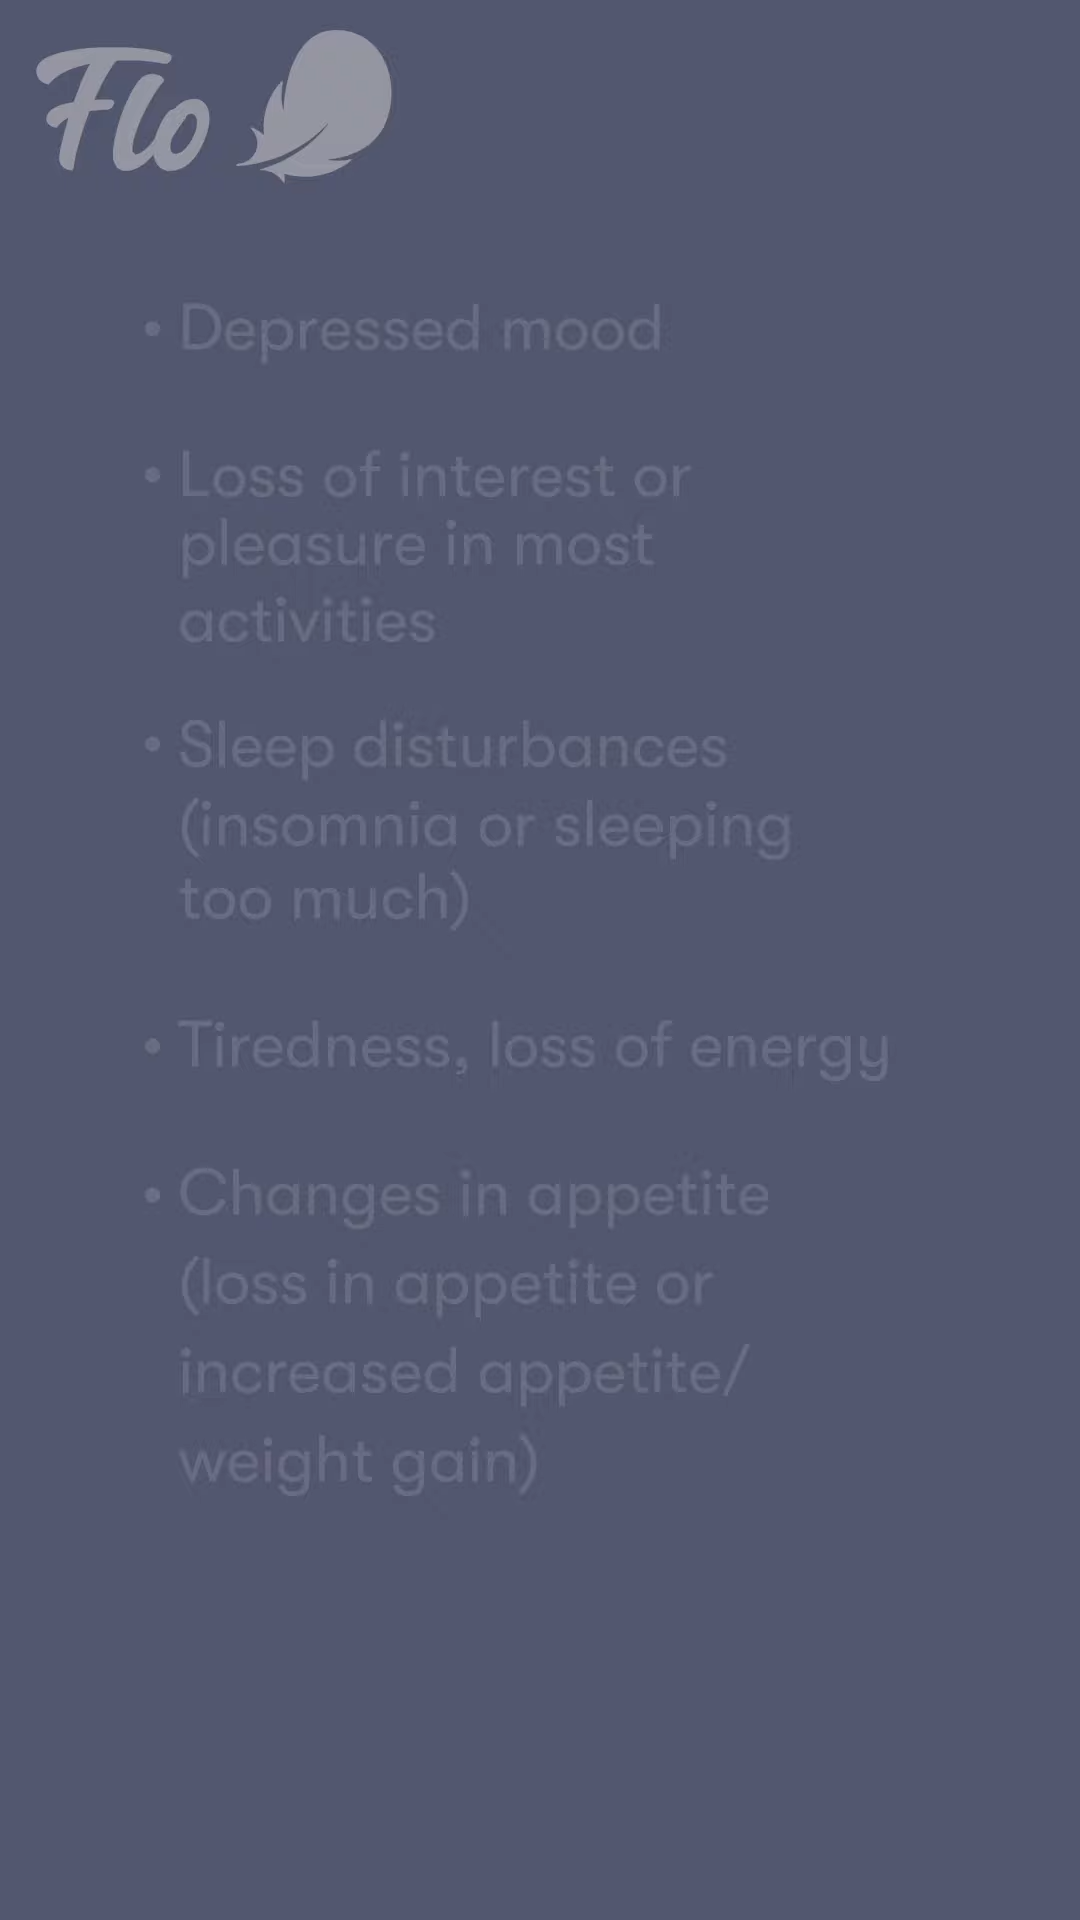 Flo
• Depressed mood
• Loss of interest or
pleasure in most
activities
• Sleep disturbances
(insomnia or sleeping
too much)
• Tiredness, loss of energy
• Changes in appetite
(loss in appetite or
increased appetite/
weight gain)